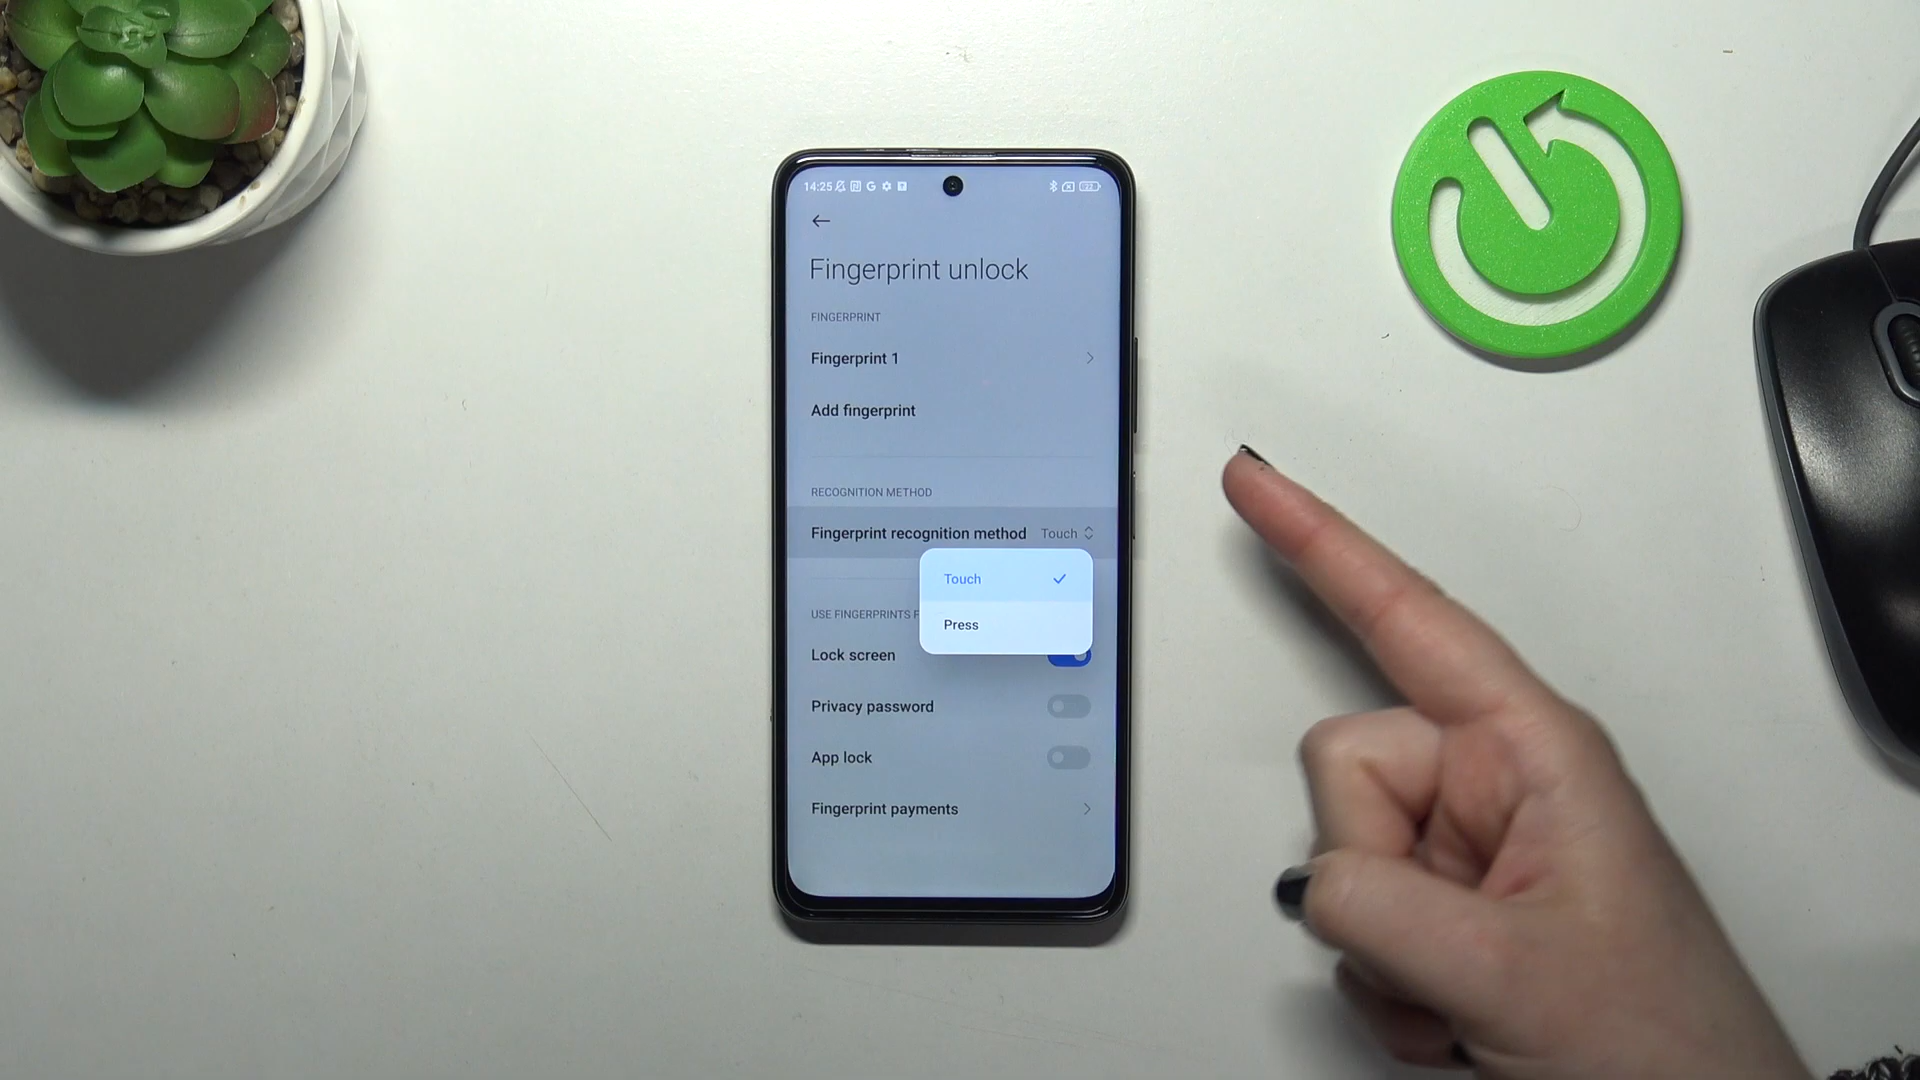 14:25
Fingerprint unlock
FINGERPRINT
Fingerprint 1
Add fingerprint
RECOGNITION METHOD
Fingerprint recognition method Touch
Touch
Press
USE FINGERPRINTS
Lock screen
Privacy password
App lock
Fingerprint payments